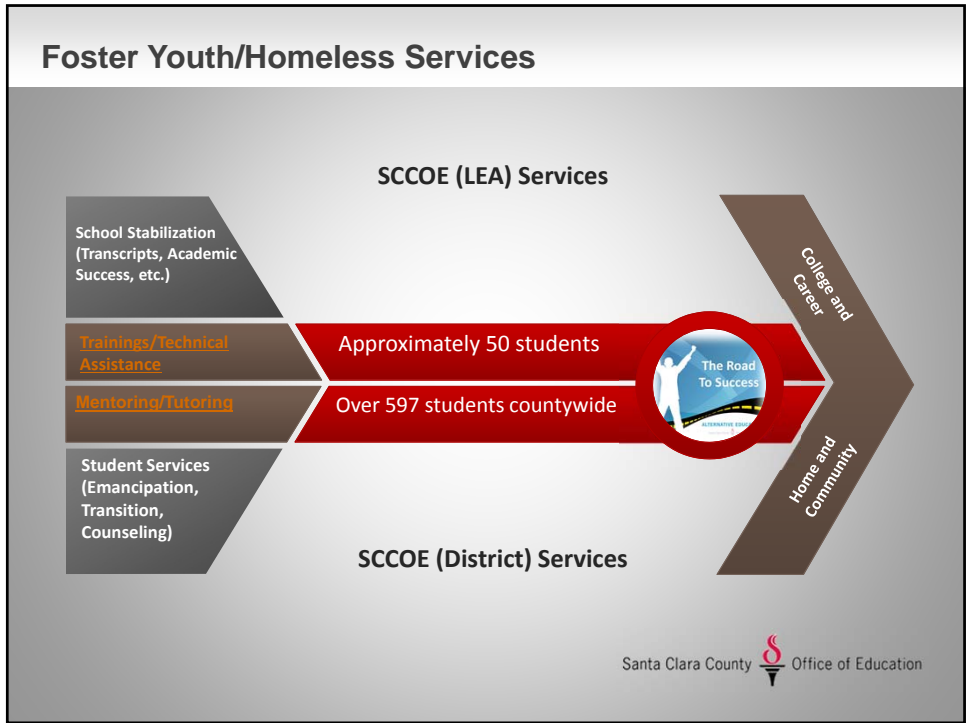 Foster Youth/Homeless Services
SCCOE (LEA) Services
School Stabilization
(Transcripts, Academic
Success, etc.)
Trainings/Technical
Assistance
Mentoring/Tutoring
Student Services
(Emancipation,
Transition,
Counseling)
Approximately 50 students
Over 597 students countywide
The Road
To Success
College and
Career
Home and
Community
SCCOE (District) Services
Santa Clara County Office of Education